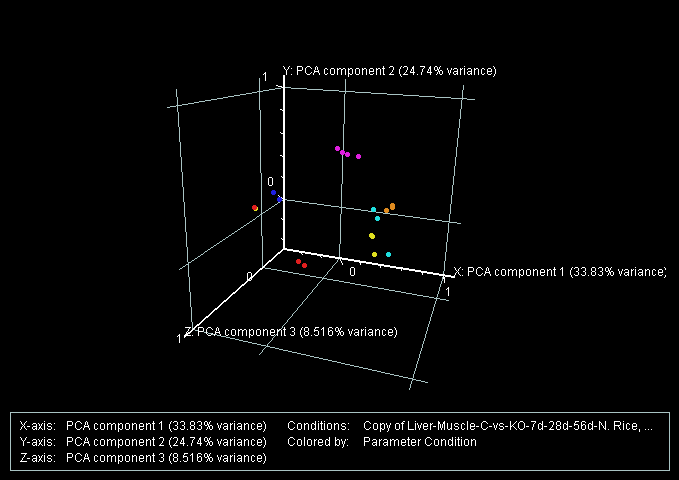 Y: PCA component 2 (24.74% variance)
1
0
0
0
X: PCA component 1 (33.83% variance)
1
1
Z: PCA component 3 (8.516% variance)
X-axis: PCA component 1 (33.83% variance) Conditions: Copy of Liver-Muscle-C-vs-KO-7d-28d-56d-N. Rice, ...
Y-axis: PCA component 2 (24.74% variance) Colored by: Parameter Condition
Z-axis: PCA component 3 (8.516% variance)